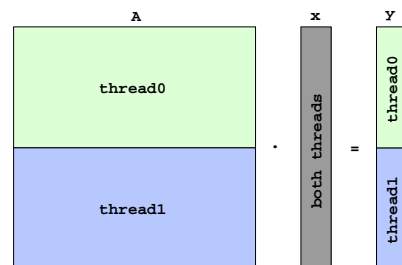 A x y
thread0 both threads thread0
· =
thread1 thread1